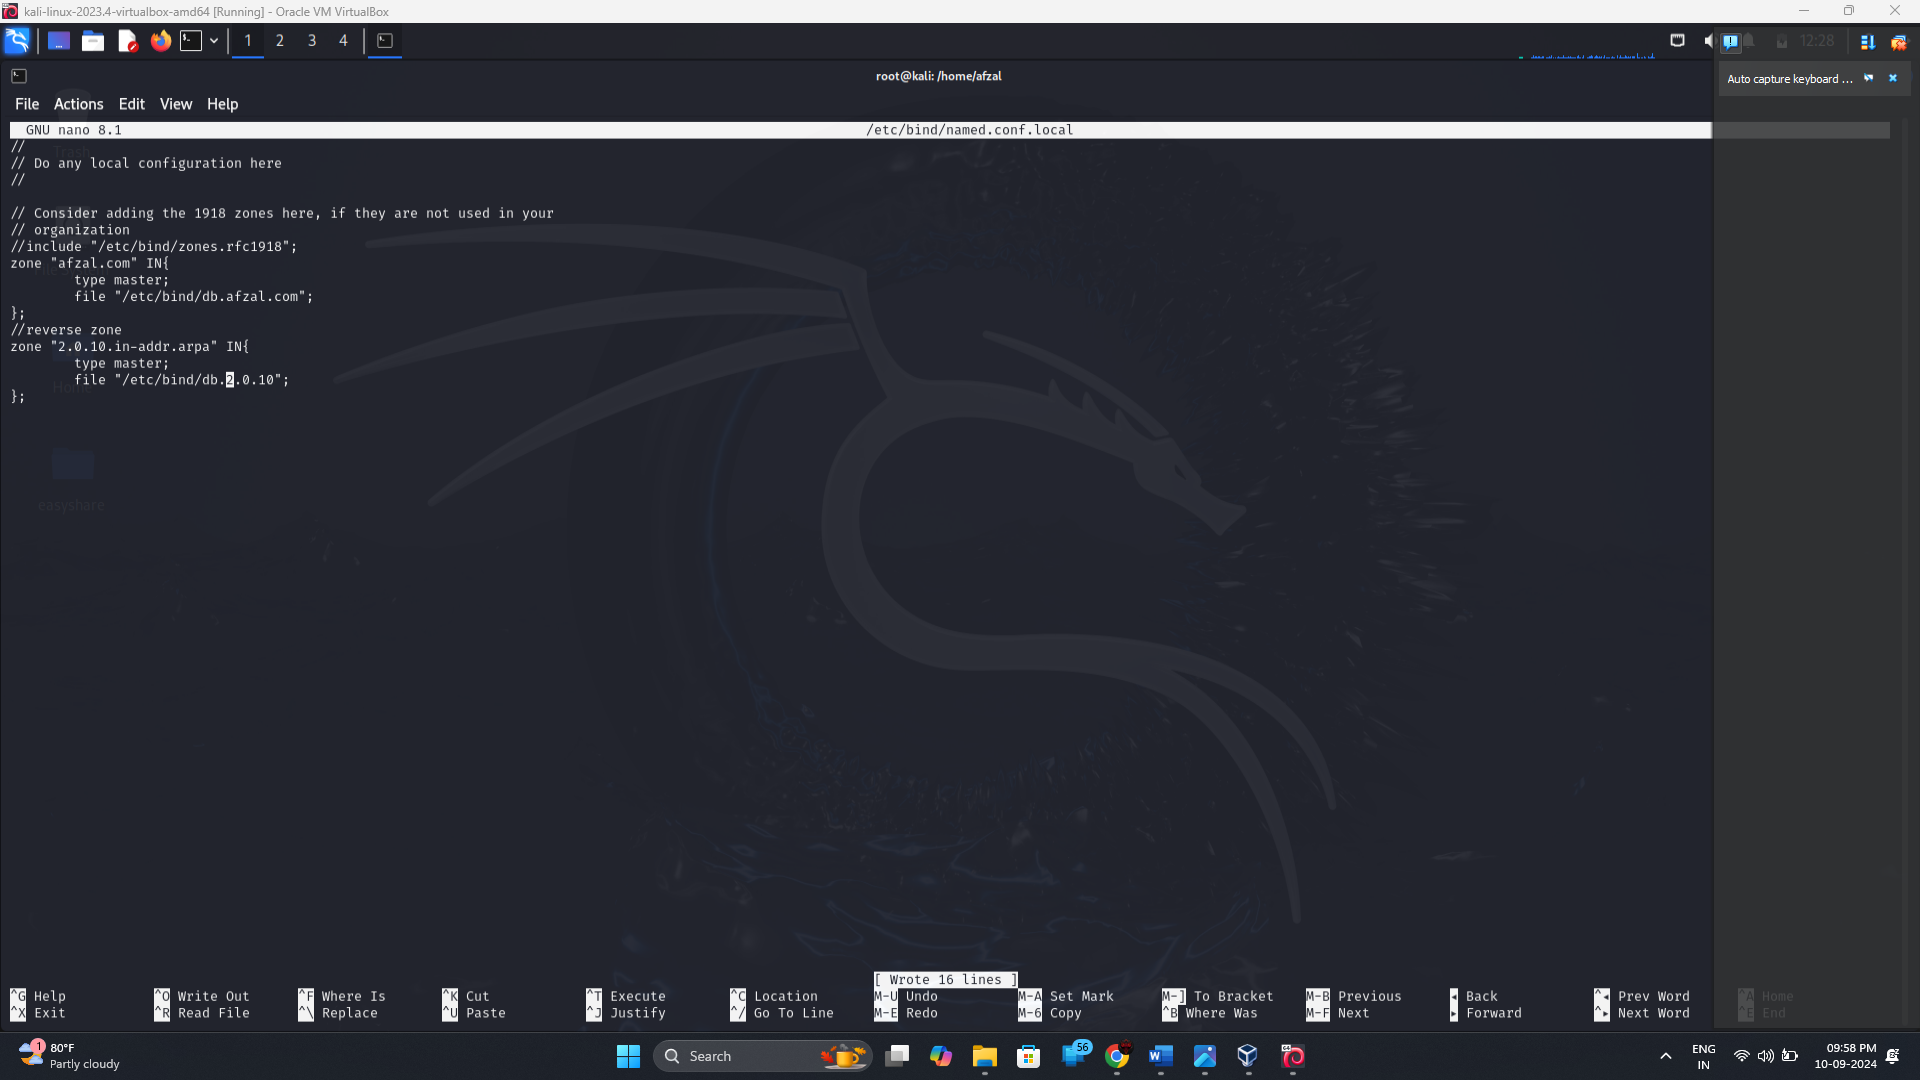 kali-linux-2023.4-virtualbox-amd64 [Running] - Oracle VM VirtualBox
1 2 3 4
12:28
root@kali: /home/afzal
Auto capture keyboard ...
File Actions Edit View Help
GNU nano 8.1 /etc/bind/named.conf.local
//
Trash
// Do any local configuration here
//
// Consider adding the 1918 zones here, if they are not used in your
// organization
//include "/etc/bind/zones.rfc1918";
zone "afzal.com" IN{
type master;
file "/etc/bind/db.afzal.com";
};
//reverse zone
zone "2.0.10.in-addr.arpa" IN{
type master;
file "/etc/bind/db.2.0.10";
Home
};
easyshare
[ Wrote 16 lines ]
^G Help ^O Write Out ^F Where Is ^K Cut ^T Execute ^C Location M-U Undo M-A Set Mark M-] To Bracket M-B Previous ◂ Back ^◂ Prev Word ^A Home
^X Exit ^R Read File ^\ Replace ^U Paste ^J Justify ^/ Go To Line M-E Redo M-6 Copy ^B Where Was M-F Next ▸ Forward ^▸ Next Word ^E End
1
80°F
Partly cloudy
Search
56
ENG
IN
09:58 PM
10-09-2024